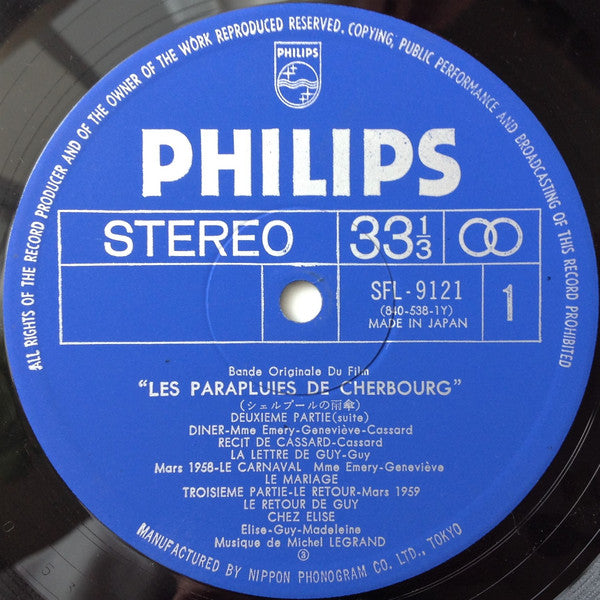 ALL RIGHTS OF THE RECORD PRODUCER AND OF THE OWNER OF THE WORK REPRODUCED RESERVED. COPYING, PUBLIC PERFORMANCE AND BROADCASTING OF THIS RECORD PROHIBITED
PHILIPS
PHILIPS
STEREO 33 1/3
SFL-9121
(840-538-1Y)
MADE IN JAPAN
1
Bande Originale Du Film
"LES PARAPLUIES DE CHERBOURG"
(シェルブールの雨傘)
DEUXIEME PARTIE(suite)
DINER-Mme Emery-Geneviève-Cassard
RECIT DE CASSARD-Cassard
LA LETTRE DE GUY-Guy
Mars 1958-LE CARNAVAL Mme Emery-Geneviève
LE MARIAGE
TROISIEME PARTIE-LE RETOUR-Mars 1959
LE RETOUR DE GUY
CHEZ ELISE
Elise-Guy-Madeleine
Musique de Michel LEGRAND
③
MANUFACTURED BY NIPPON PHONOGRAM CO. LTD., TOKYO